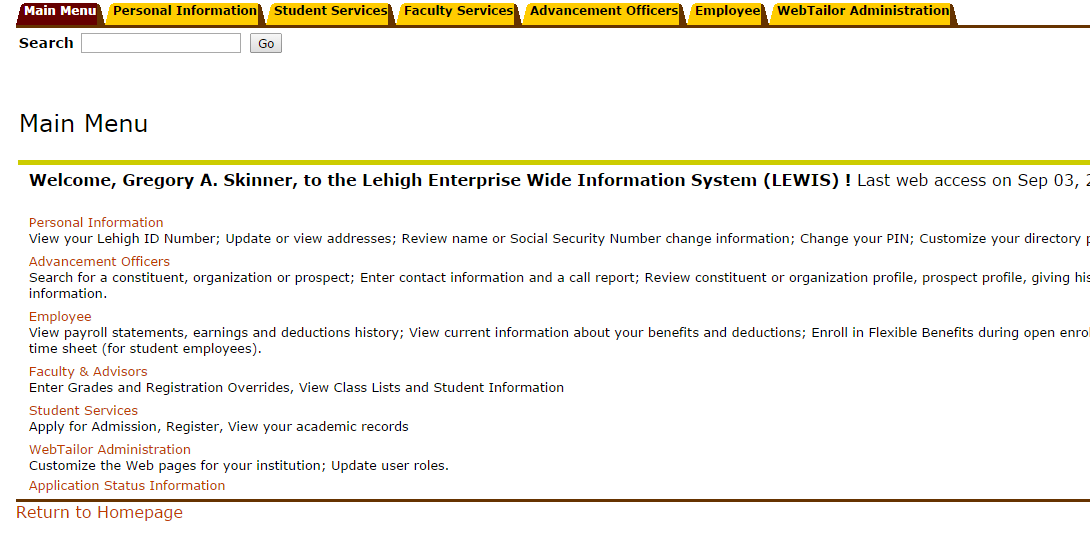 Main Menu Personal Information Student Services Faculty Services Advancement Officers Employee WebTailor Administration
Search Go
Main Menu
Welcome, Gregory A. Skinner, to the Lehigh Enterprise Wide Information System (LEWIS) ! Last web access on Sep 03,
Personal Information
View your Lehigh ID Number; Update or view addresses; Review name or Social Security Number change information; Change your PIN; Customize your directory
Advancement Officers
Search for a constituent, organization or prospect; Enter contact information and a call report; Review constituent or organization profile, prospect profile, giving
information.
Employee
View payroll statements, earnings and deductions history; View current information about your benefits and deductions; Enroll in Flexible Benefits during open
time sheet (for student employees).
Faculty & Advisors
Enter Grades and Registration Overrides, View Class Lists and Student Information
Student Services
Apply for Admission, Register, View your academic records
WebTailor Administration
Customize the Web pages for your institution; Update user roles.
Application Status Information
Return to Homepage